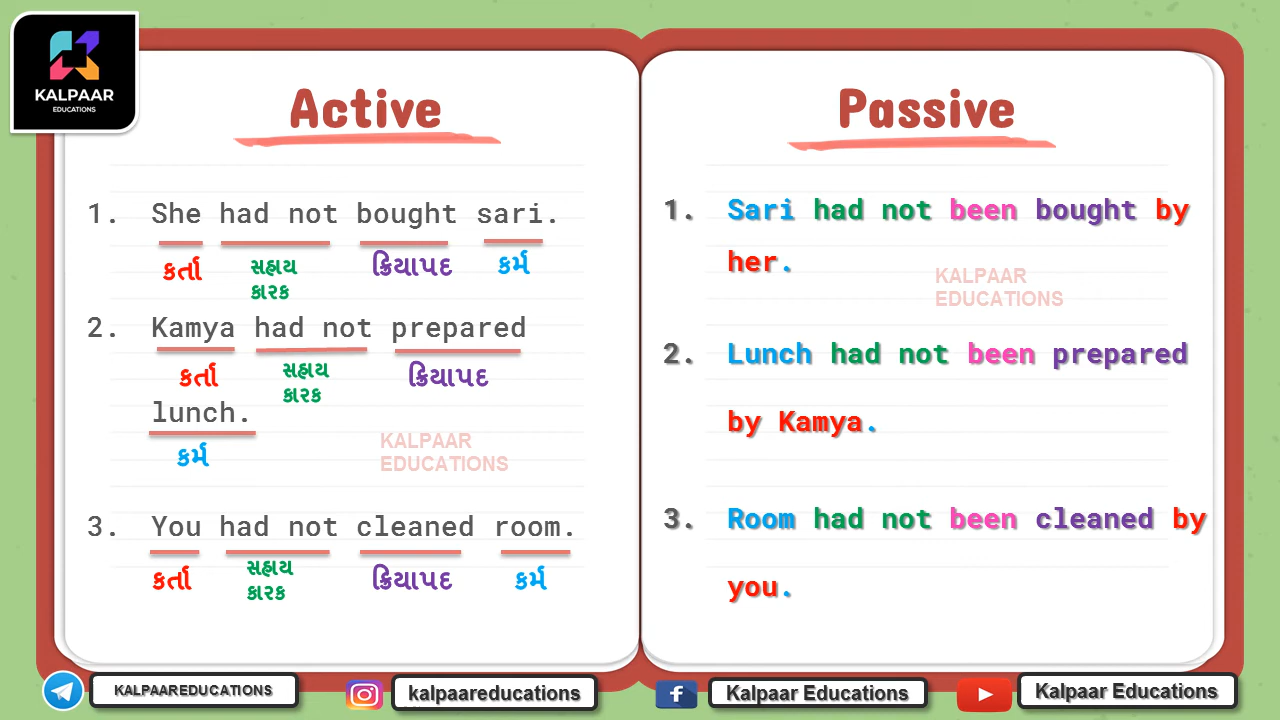 KALPAAR
EDUCATIONS
Active
1. She had not bought sari.
કર્તા સહાય ક્રિયાપદ કર્મ
કારક
2. Kamya had not prepared
કર્તા સહાય ક્રિયાપદ
કારક
lunch.
કર્મ
KALPAAR
EDUCATIONS
3. You had not cleaned room.
કર્તા સહાય ક્રિયાપદ કર્મ
કારક
Passive
1. Sari had not been bought by
her.
KALPAAR
EDUCATIONS
2. Lunch had not been prepared
by Kamya.
3. Room had not been cleaned by
you.
KALPAAREDUCATIONS
kalpaareducations
Kalpaar Educations
Kalpaar Educations